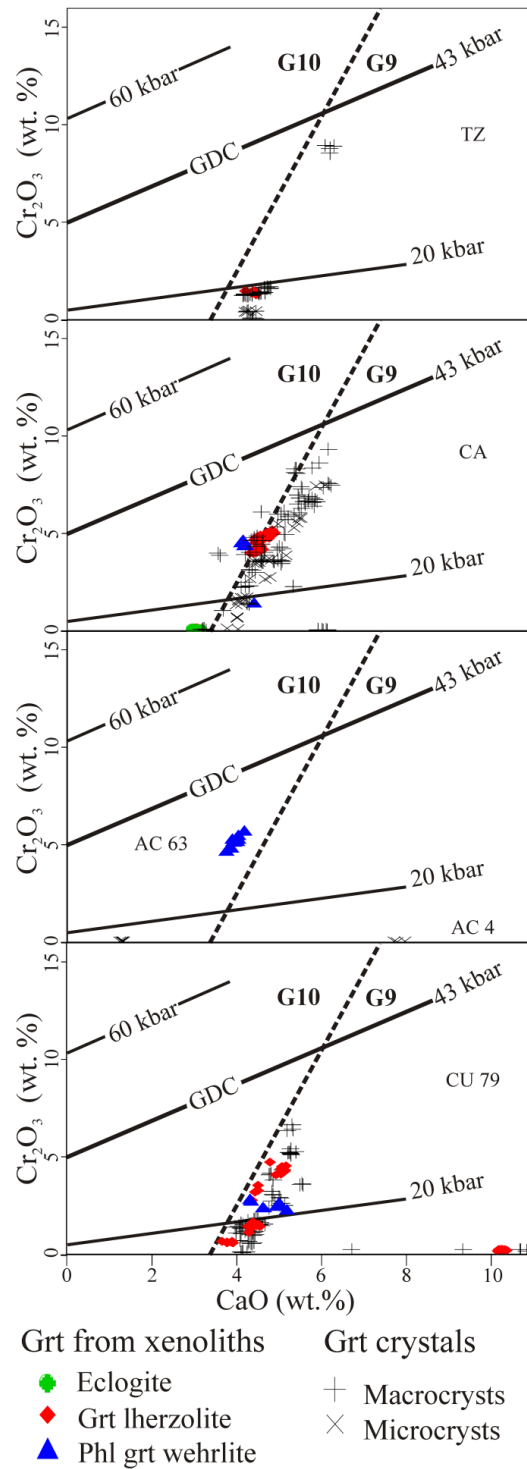 15
60 kbar
G10
G9
43 kbar
10
TZ
GDC
5
20 kbar
0
Cr₂O₃ (wt. %)
15
60 kbar
G10
G9
43 kbar
10
CA
GDC
5
20 kbar
0
Cr₂O₃ (wt. %)
15
60 kbar
G10
G9
43 kbar
10
GDC
5
AC 63
20 kbar
AC 4
0
Cr₂O₃ (wt. %)
15
60 kbar
G10
G9
43 kbar
10
CU 79
GDC
5
20 kbar
0
Cr₂O₃ (wt. %)
0 2 4 6 8 10
CaO (wt.%)
Grt from xenoliths
Eclogite
Grt lherzolite
Phl grt wehrlite
Grt crystals
Macrocrysts
Microcrysts